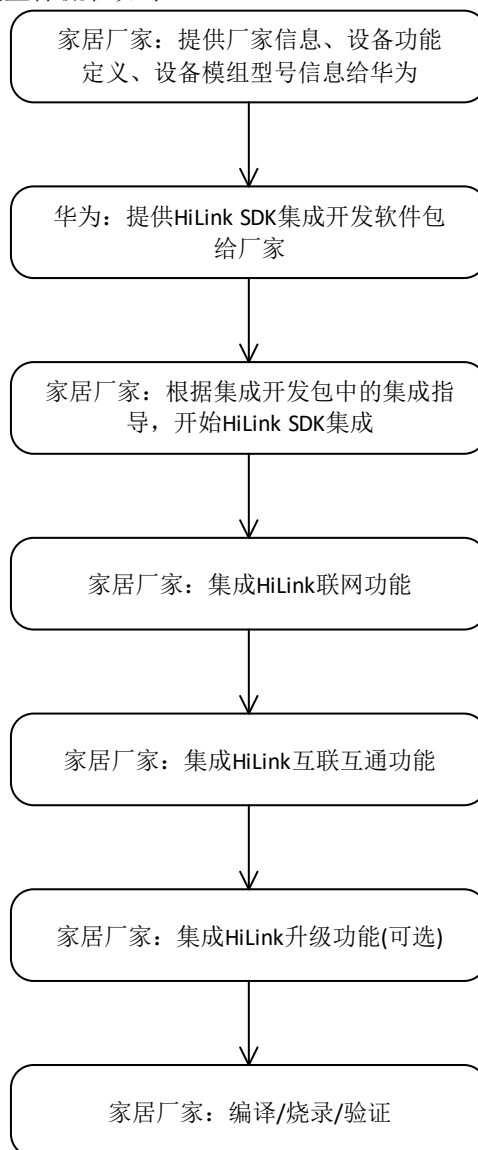 家居厂家：提供厂家信息、设备功能
定义、设备模组型号信息给华为
华为：提供HiLink SDK集成开发软件包
给厂家
家居厂家：根据集成开发包中的集成指
导，开始HiLink SDK集成
家居厂家：集成HiLink联网功能
家居厂家：集成HiLink互联互通功能
家居厂家：集成HiLink升级功能(可选)
家居厂家：编译/烧录/验证